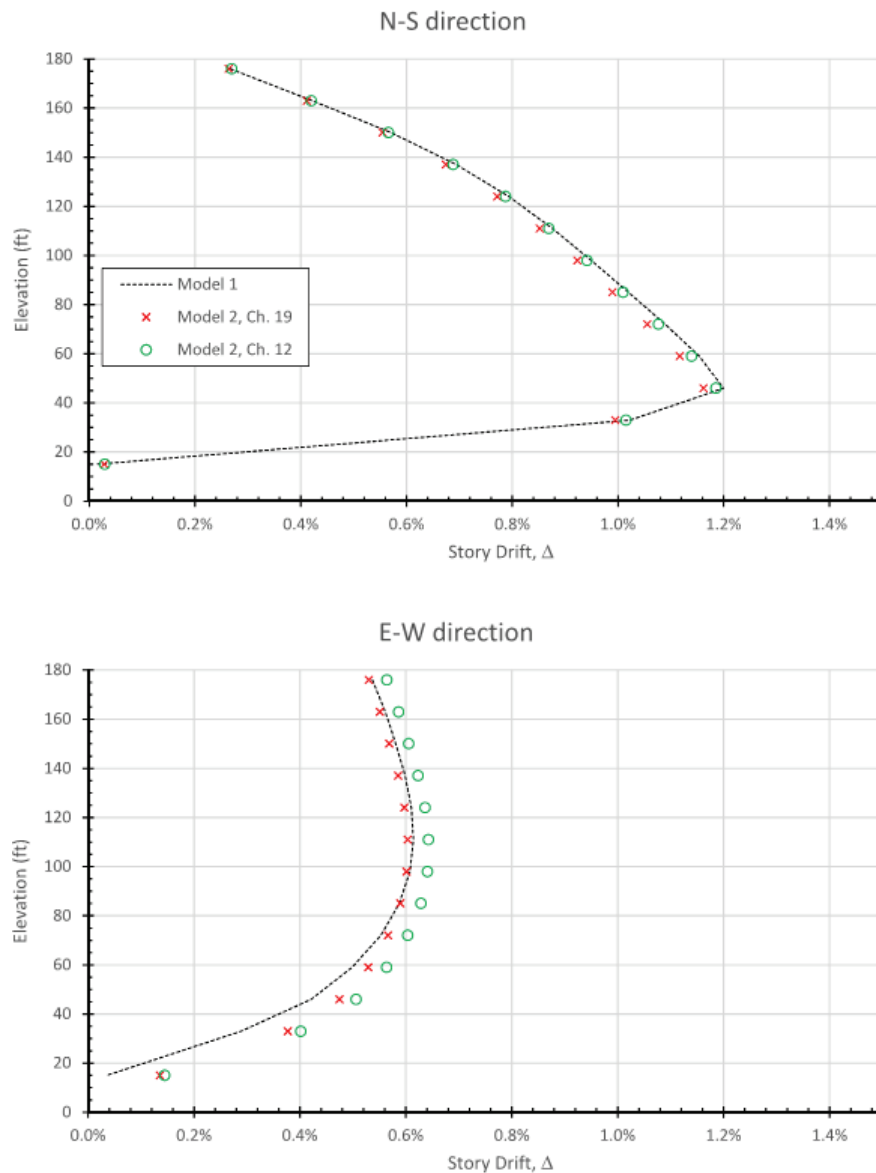 N-S direction
180
160
140
120
100
80
60
40
20
0
Elevation (ft)
Model 1
Model 2, Ch. 19
Model 2, Ch. 12
0.0% 0.2% 0.4% 0.6% 0.8% 1.0% 1.2% 1.4%
Story Drift, Δ
E-W direction
180
160
140
120
100
80
60
40
20
0
Elevation (ft)
0.0% 0.2% 0.4% 0.6% 0.8% 1.0% 1.2% 1.4%
Story Drift, Δ